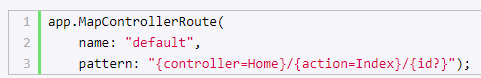 1 app.MapControllerRoute(
2     name: "default",
3     pattern: "{controller=Home}/{action=Index}/{id?}");